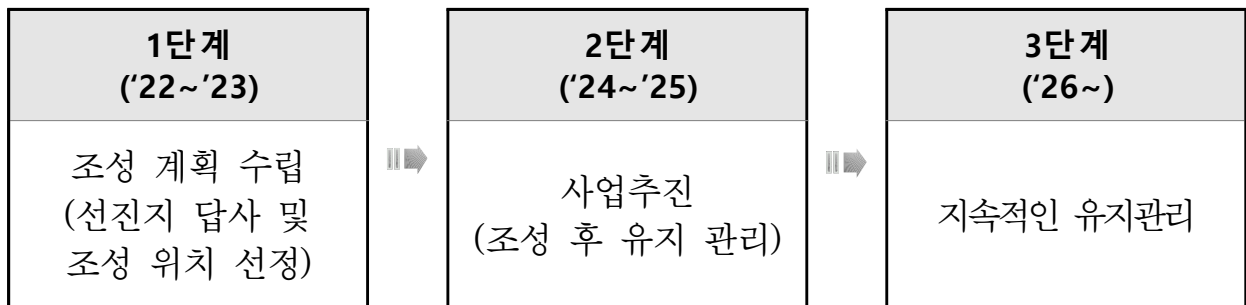 1단계
(‘22~’23)
조성 계획 수립
(선진지 답사 및
조성 위치 선정)
2단계
(‘24~’25)
사업추진
(조성 후 유지 관리)
3단계
(‘26~)
지속적인 유지관리